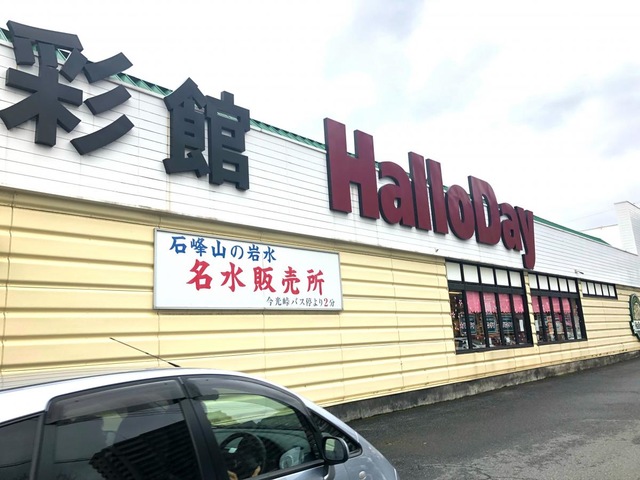 彩館 HalloDay
石峰山の岩水
名水販売所
今光峠バス停より2分